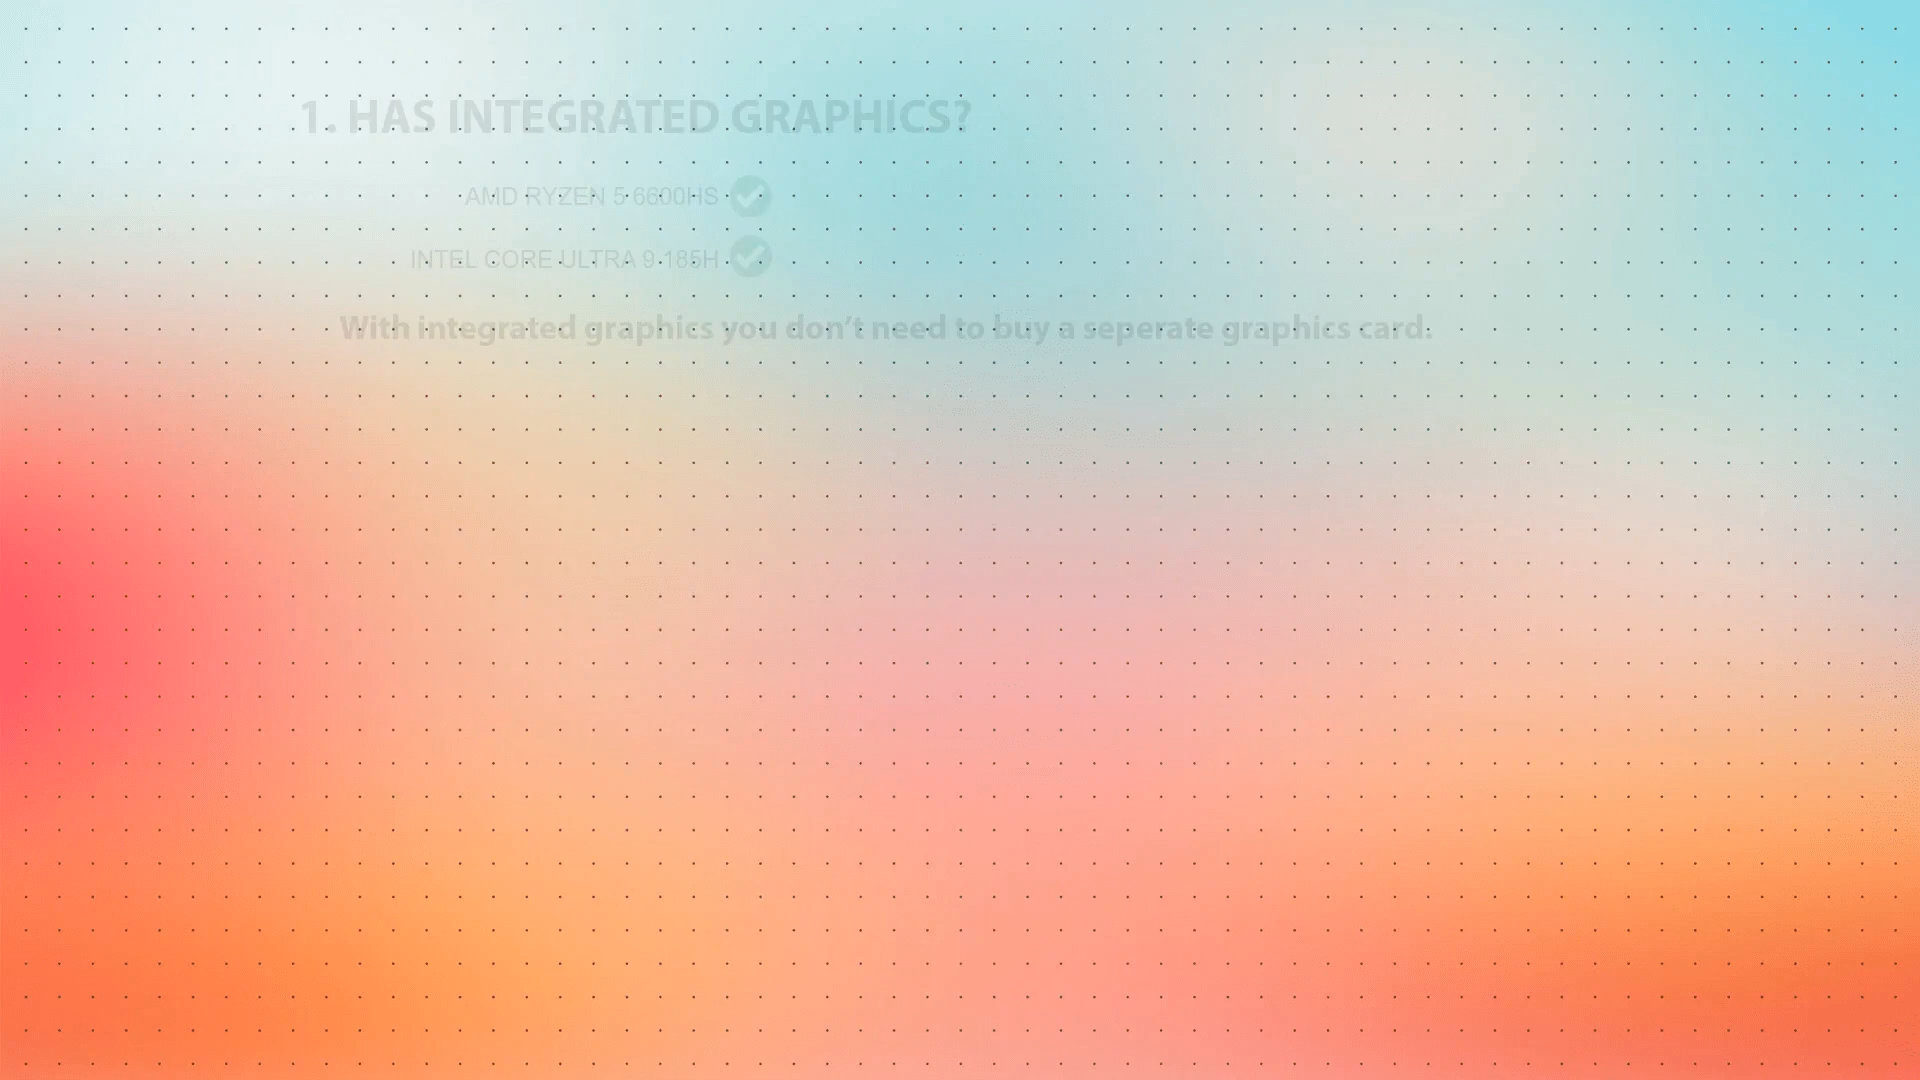 1. HAS INTEGRATED GRAPHICS?
AMD RYZEN 5 6600HS
INTEL CORE ULTRA 9 185H
With integrated graphics you don’t need to buy a seperate graphics card.